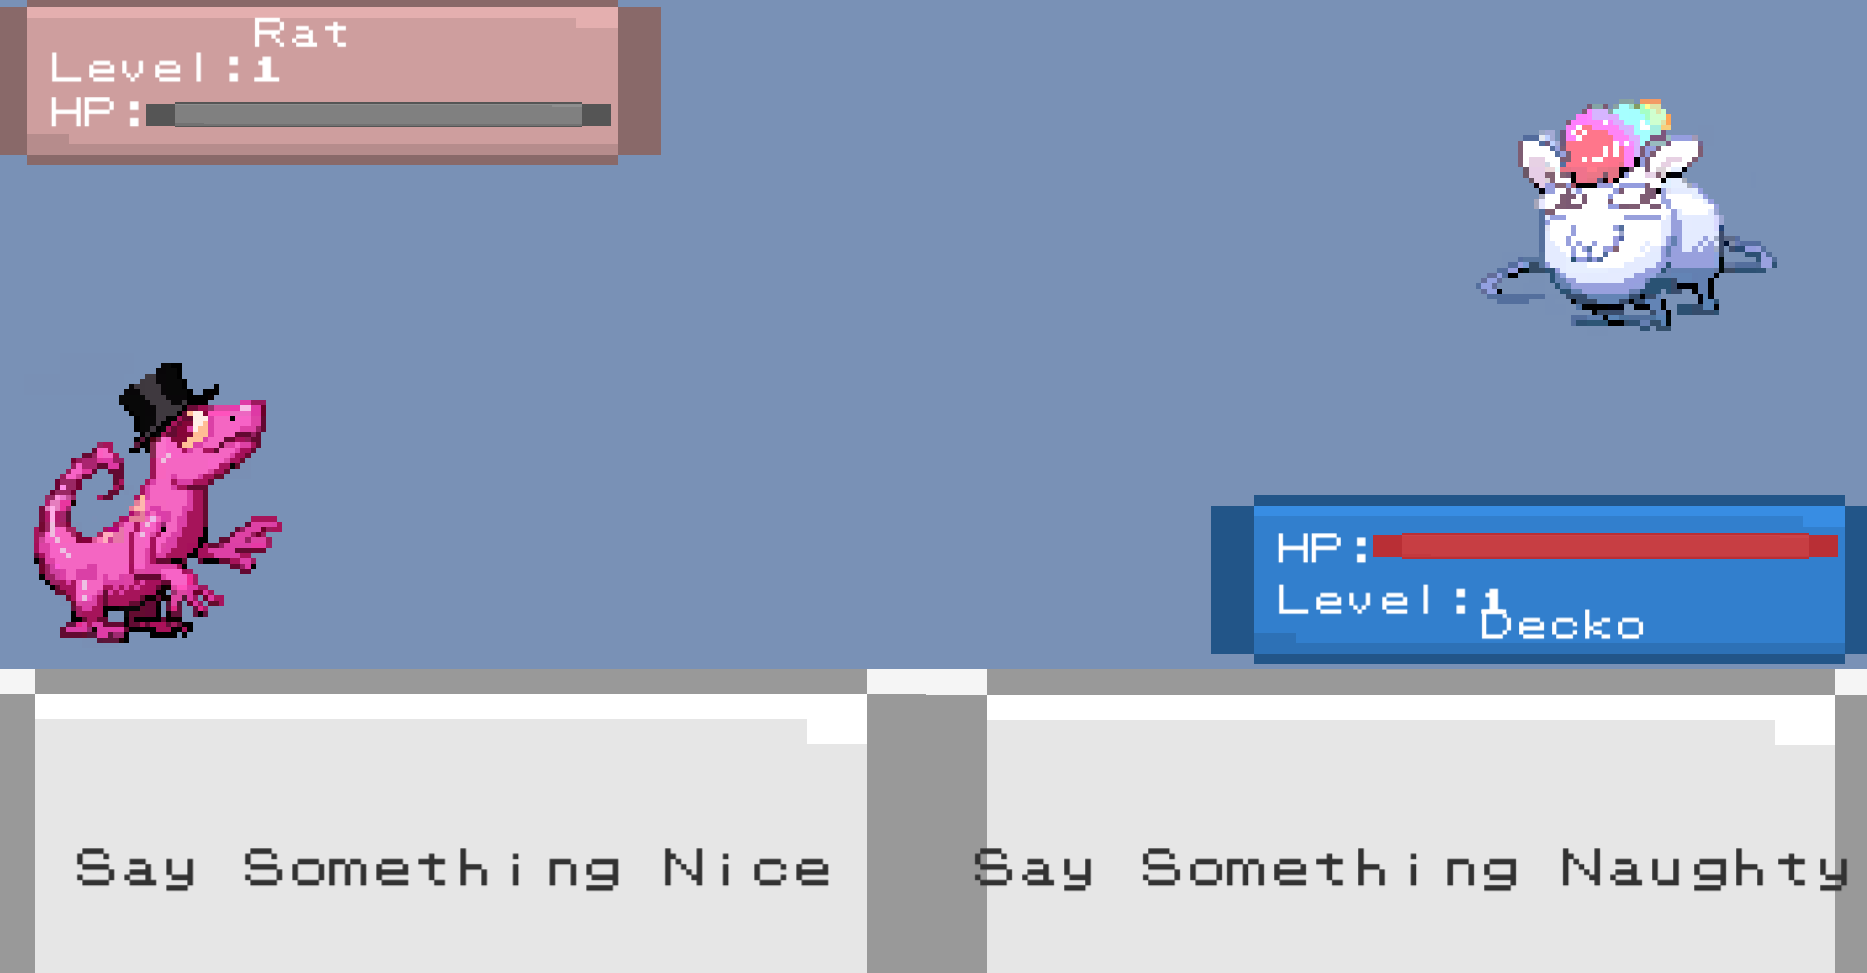 Rat
Level:1
HP:
HP:
Level:1
Decko
Say Something Nice
Say Something Naughty